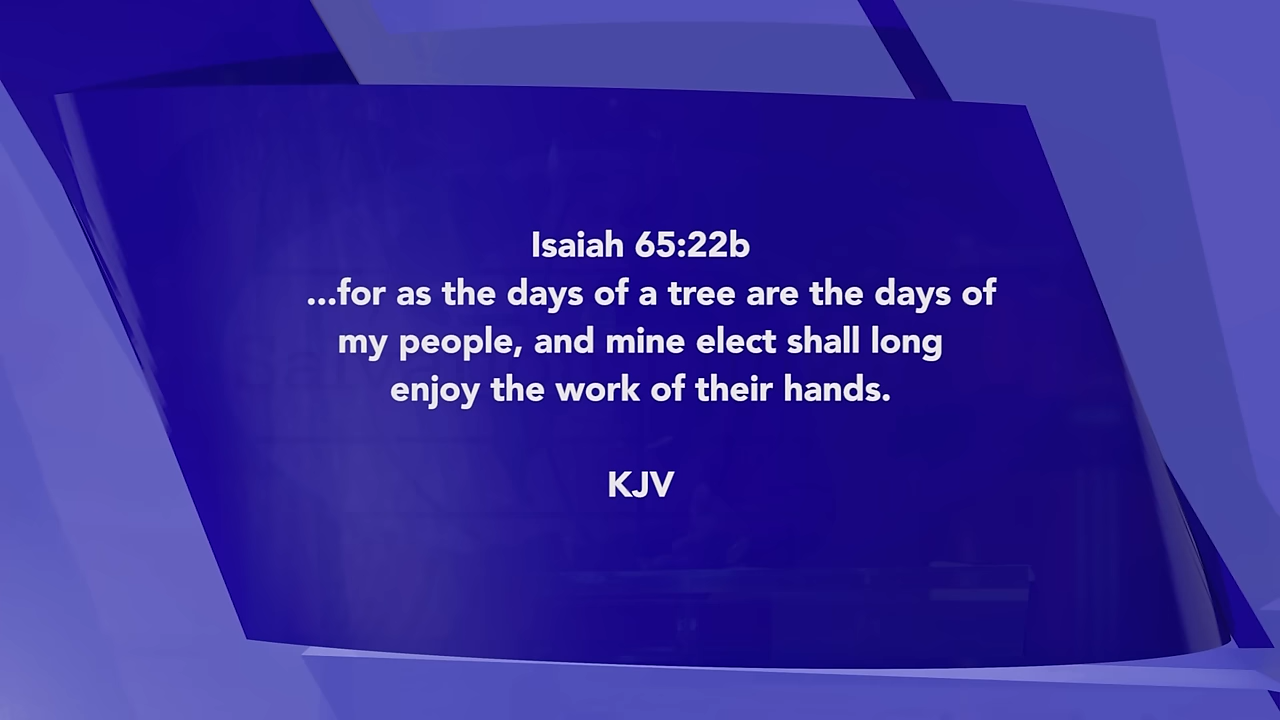 Isaiah 65:22b
...for as the days of a tree are the days of
my people, and mine elect shall long
enjoy the work of their hands.
KJV